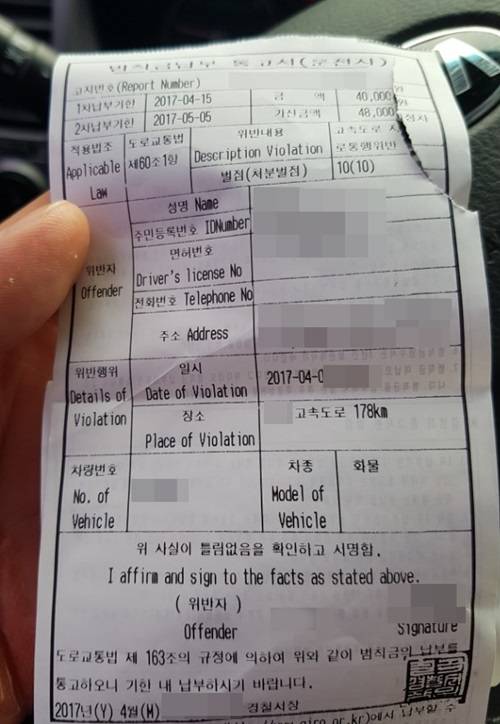 범칙금납부 통고서(운전자)
고지번호(Report Number)
1차납부기한 2017-04-15 금 액 40,000
2차납부기한 2017-05-05 가산금액 48,000
적용법조 Applicable Law
도로교통법 제60조1항
위반내용 Description Violation
고속도로 지
로통행위반
벌점(처분벌점) 10(10)
위반자 Offender
성명 Name
주민등록번호 IDNumber
면허번호 Driver's license No
전화번호 Telephone No
주소 Address
위반행위 Details of Violation
일시 Date of Violation 2017-04-0
장소 Place of Violation 고속도로 178km
차량번호 No. of Vehicle
차종 Model of Vehicle 화물
위 사실이 틀림없음을 확인하고 서명함.
I affirm and sign to the facts as stated above.
( 위반자 )
Offender
Signature
도로교통법 제 163조의 규정에 의하여 위와 같이 범칙금의 납부를
통고하오니 기한 내 납부하시기 바랍니다.
2017년(Y) 4월(M) 경찰서장